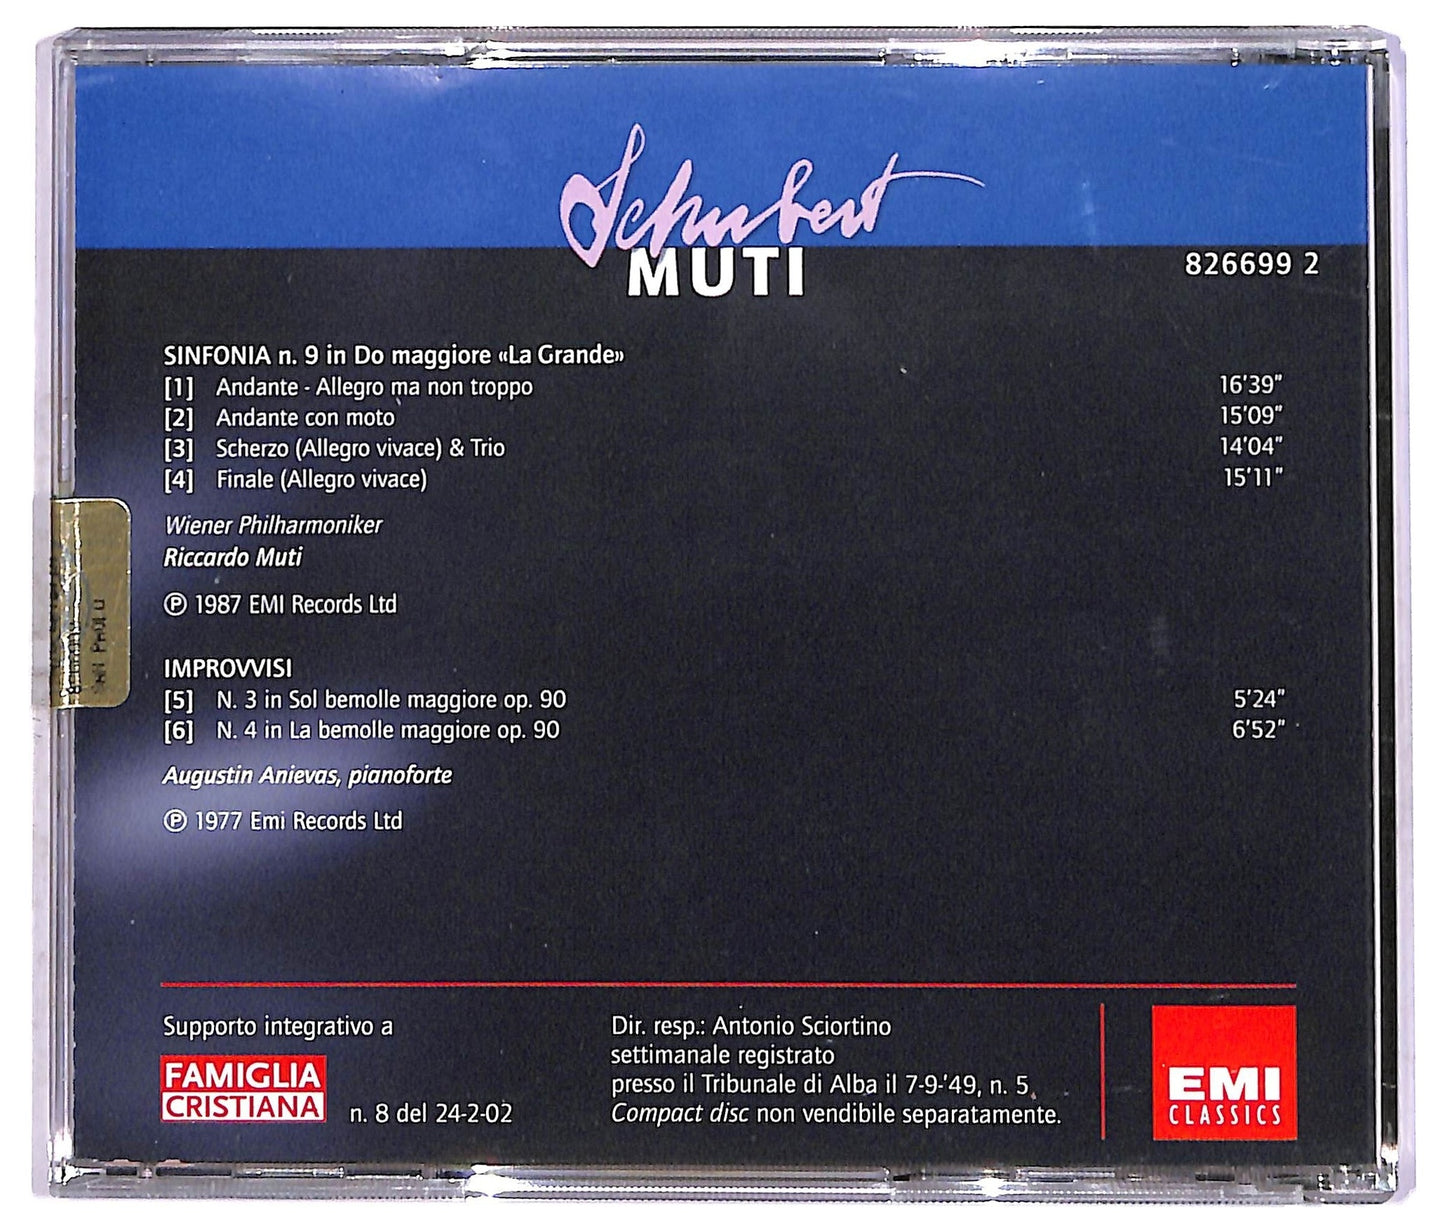 Schubert
MUTI
826699 2
SINFONIA n. 9 in Do maggiore «La Grande»
[1] Andante - Allegro ma non troppo 16'39"
[2] Andante con moto 15'09"
[3] Scherzo (Allegro vivace) & Trio 14'04"
[4] Finale (Allegro vivace) 15'11"
Wiener Philharmoniker
Riccardo Muti
℗ 1987 EMI Records Ltd
IMPROVVISI
[5] N. 3 in Sol bemolle maggiore op. 90 5'24"
[6] N. 4 in La bemolle maggiore op. 90 6'52"
Augustin Anievas, pianoforte
℗ 1977 Emi Records Ltd
Supporto integrativo a
FAMIGLIA
CRISTIANA
n. 8 del 24-2-02
Dir. resp.: Antonio Sciortino
settimanale registrato
presso il Tribunale di Alba il 7-9-'49, n. 5.
Compact disc non vendibile separatamente.
EMI
CLASSICS